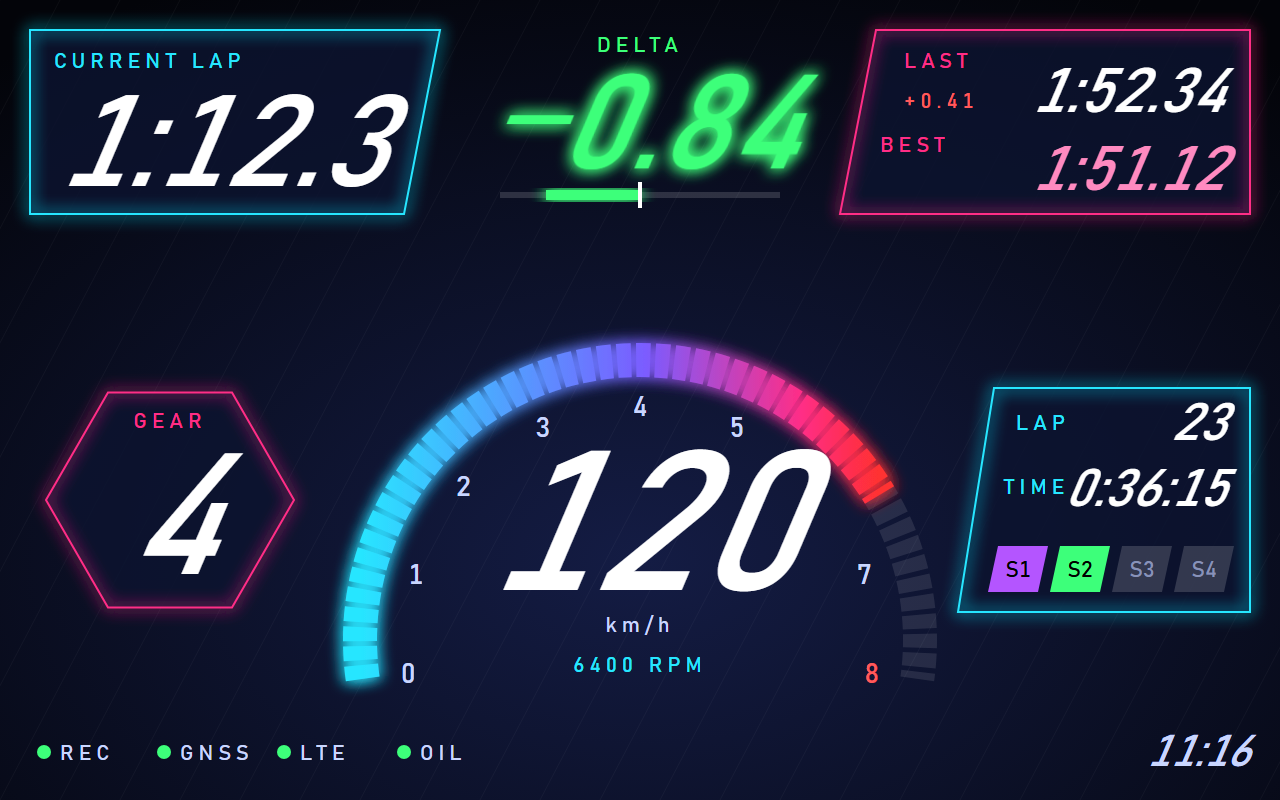 CURRENT LAP
1:12.3
DELTA
−0.84
LAST
1:52.34
+0.41
BEST
1:51.12
GEAR
4
0
1
2
3
4
5
7
8
120
km/h
6400 RPM
LAP
23
TIME
0:36:15
S1 S2 S3 S4
REC GNSS LTE OIL
11:16